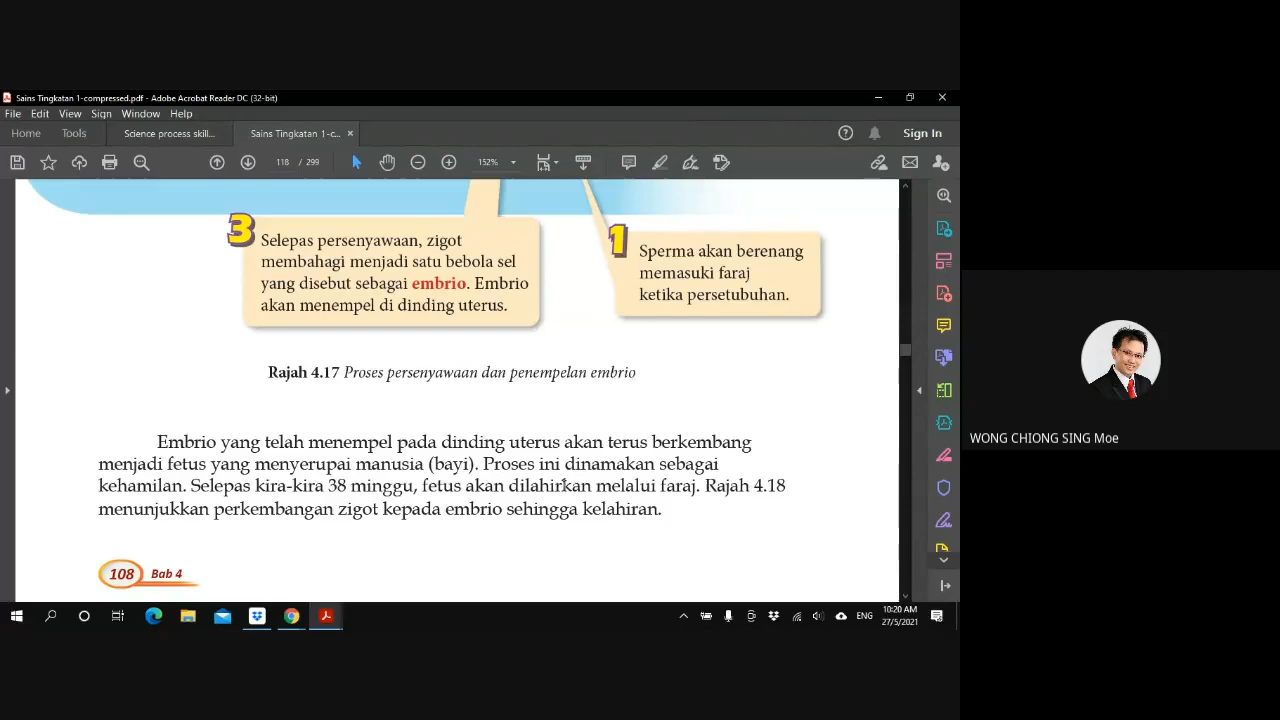 Sains Tingkatan 1-compressed.pdf - Adobe Acrobat Reader DC (32-bit)
File Edit View Sign Window Help
Home Tools Science process skill... Sains Tingkatan 1-c... × Sign In
118 / 299 152%
3
Selepas persenyawaan, zigot
membahagi menjadi satu bebola sel
yang disebut sebagai embrio. Embrio
akan menempel di dinding uterus.
1
Sperma akan berenang
memasuki faraj
ketika persetubuhan.
Rajah 4.17 Proses persenyawaan dan penempelan embrio
Embrio yang telah menempel pada dinding uterus akan terus berkembang
menjadi fetus yang menyerupai manusia (bayi). Proses ini dinamakan sebagai
kehamilan. Selepas kira-kira 38 minggu, fetus akan dilahirkan melalui faraj. Rajah 4.18
menunjukkan perkembangan zigot kepada embrio sehingga kelahiran.
108 Bab 4
ENG
10:20 AM
27/5/2021
WONG CHIONG SING Moe